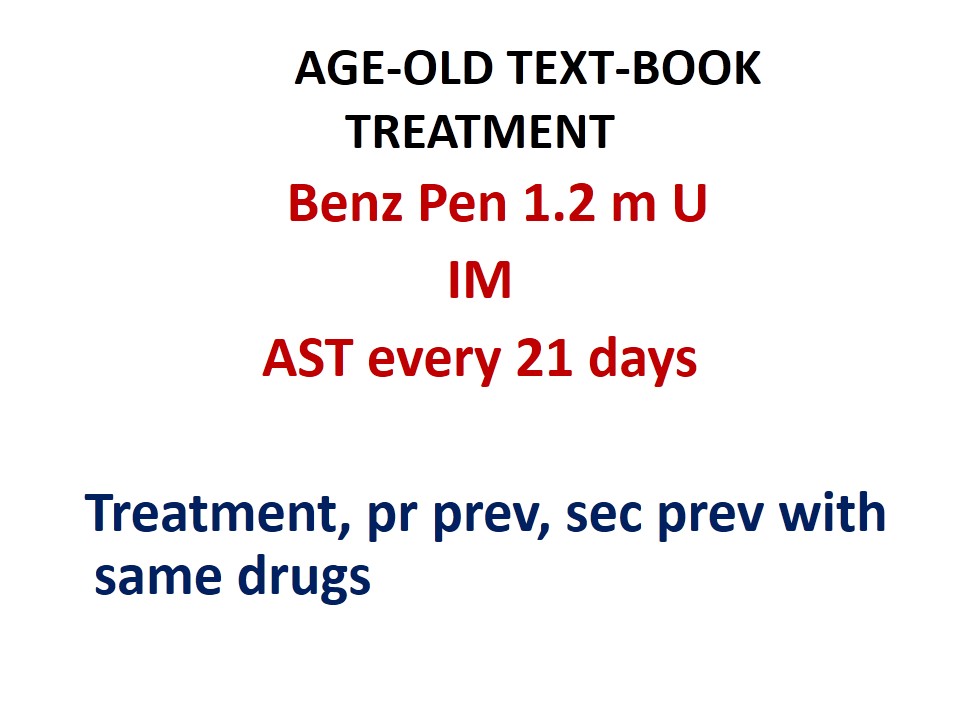 AGE-OLD TEXT-BOOK
TREATMENT
Benz Pen 1.2 m U
IM
AST every 21 days
Treatment, pr prev, sec prev with
same drugs